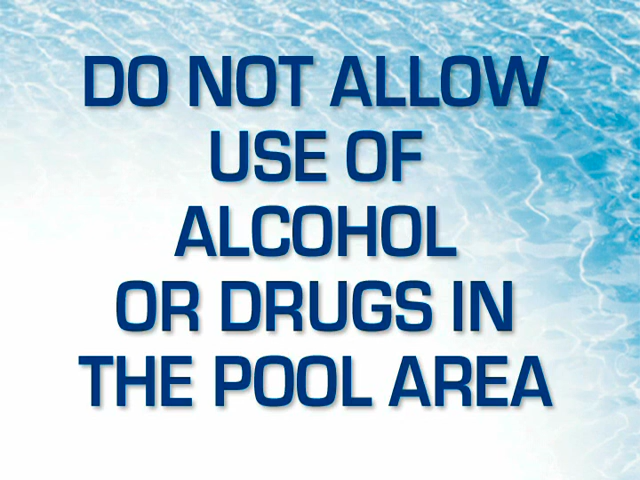 DO NOT ALLOW
USE OF
ALCOHOL
OR DRUGS IN
THE POOL AREA